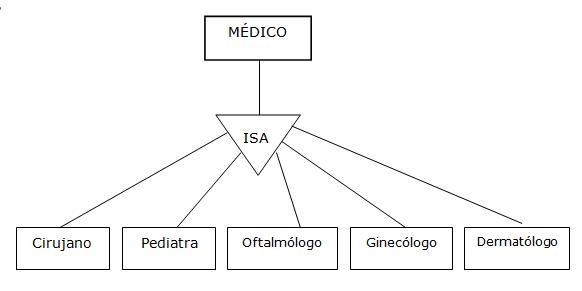 MÉDICO
ISA
Cirujano
Pediatra
Oftalmólogo
Ginecólogo
Dermatólogo